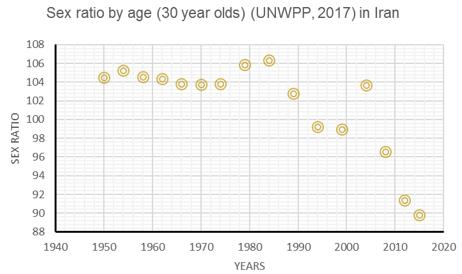 Sex ratio by age (30 year olds) (UNWPP, 2017) in Iran
108
106
104
102
100
98
96
94
92
90
88
SEX RATIO
1940 1950 1960 1970 1980 1990 2000 2010 2020
YEARS